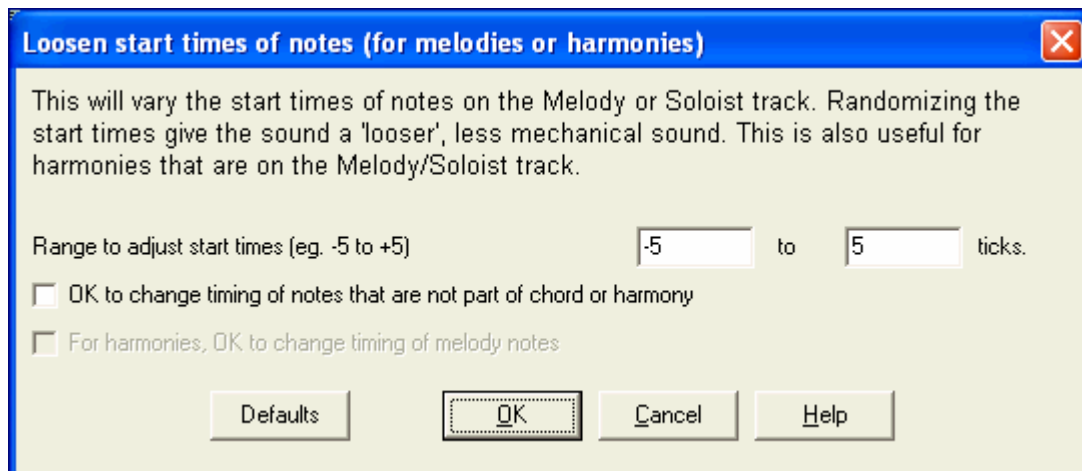 Loosen start times of notes (for melodies or harmonies)
This will vary the start times of notes on the Melody or Soloist track. Randomizing the
start times give the sound a 'looser', less mechanical sound. This is also useful for
harmonies that are on the Melody/Soloist track.
Range to adjust start times (eg. -5 to +5) -5 to 5 ticks.
OK to change timing of notes that are not part of chord or harmony
For harmonies, OK to change timing of melody notes
Defaults OK Cancel Help